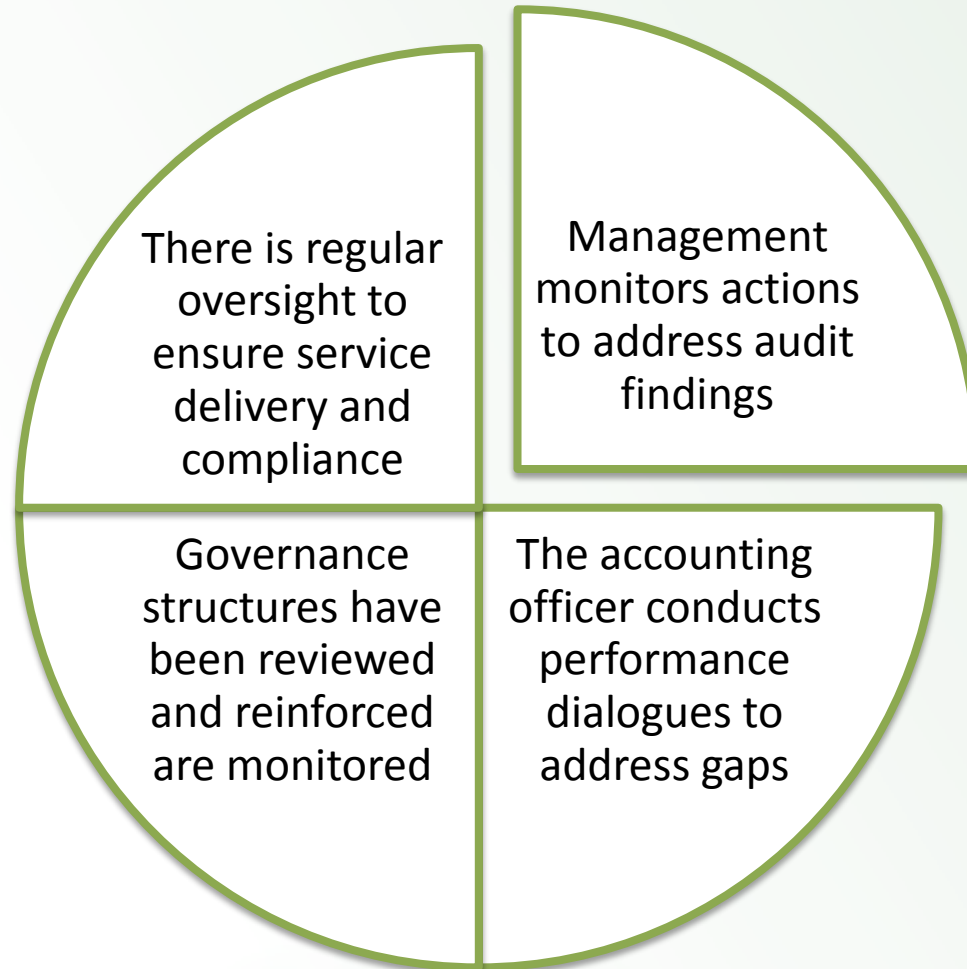 There is regular
oversight to
ensure service
delivery and
compliance
Management
monitors actions
to address audit
findings
Governance
structures have
been reviewed
and reinforced
are monitored
The accounting
officer conducts
performance
dialogues to
address gaps